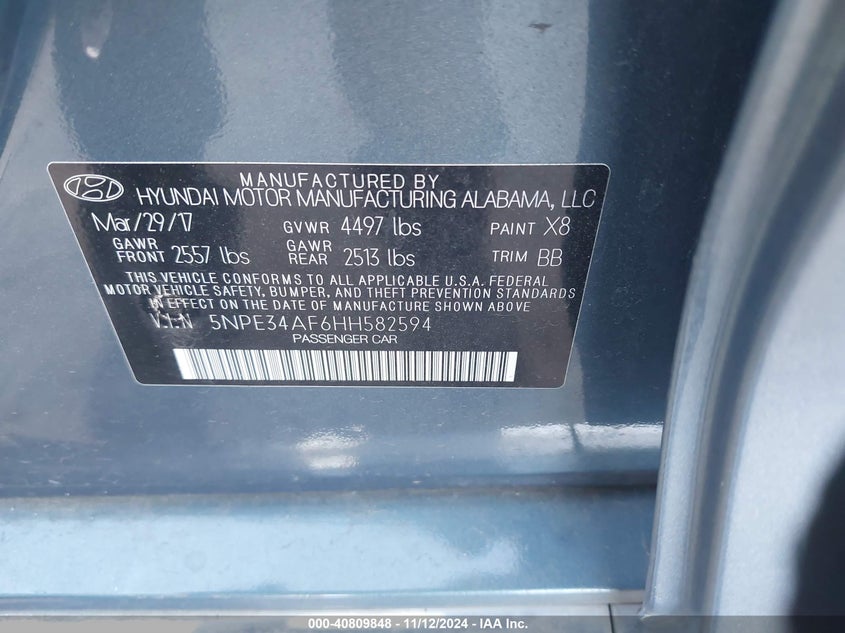 MANUFACTURED BY
HYUNDAI MOTOR MANUFACTURING ALABAMA, LLC
Mar/29/17 GVWR 4497 lbs PAINT X8
GAWR FRONT 2557 lbs GAWR REAR 2513 lbs TRIM BB
THIS VEHICLE CONFORMS TO ALL APPLICABLE U.S.A. FEDERAL
MOTOR VEHICLE SAFETY, BUMPER, AND THEFT PREVENTION STANDARDS
IN EFFECT ON THE DATE OF MANUFACTURE SHOWN ABOVE
V.I.N 5NPE34AF6HH582594
PASSENGER CAR
000-40809848 - 11/12/2024 - IAA Inc.